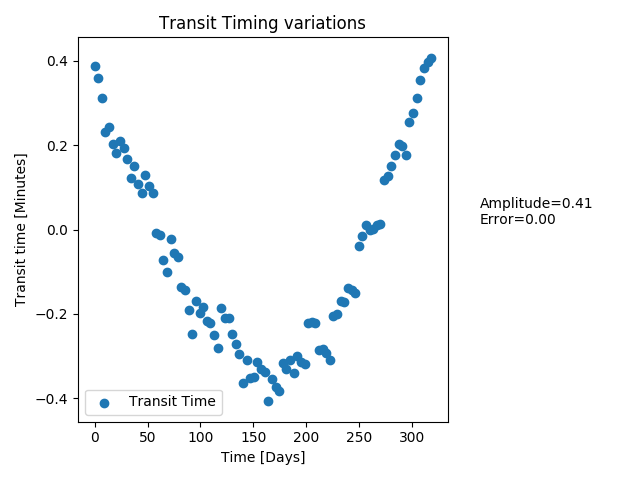 Transit Timing variations
Transit time [Minutes]
0.4
0.2
0.0
−0.2
−0.4
Transit Time
0
50
100
150
200
250
300
Time [Days]
Amplitude=0.41
Error=0.00